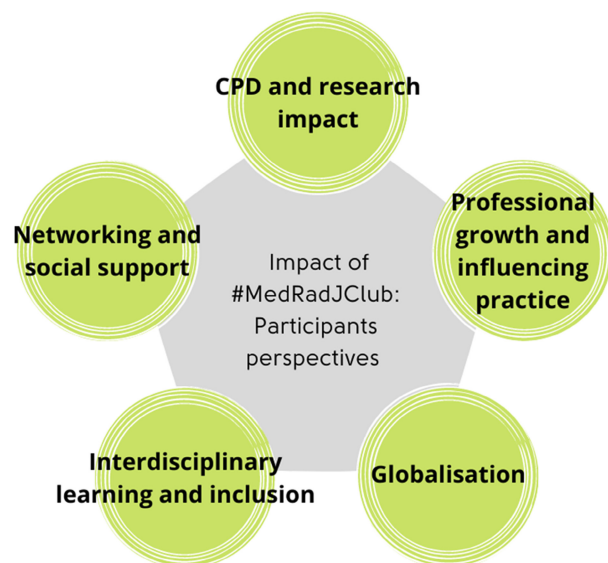 CPD and research
impact
Professional
growth and
influencing
practice
Networking and
social support
Impact of
#MedRadJClub:
Participants
perspectives
Interdisciplinary
learning and inclusion
Globalisation